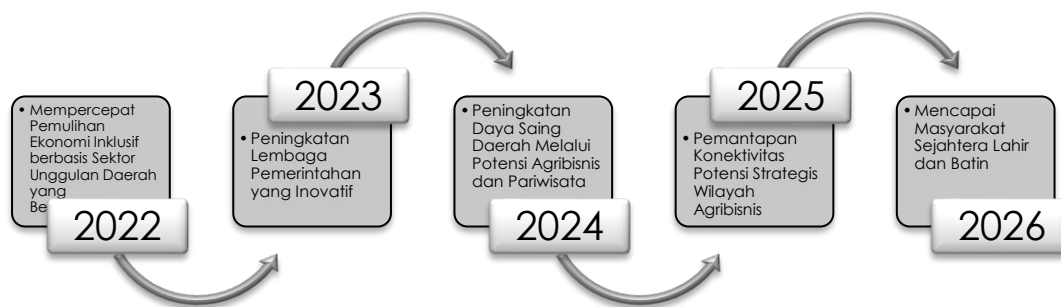 • Mempercepat
Pemulihan
Ekonomi Inklusif
berbasis Sektor
Unggulan Daerah
yang
2022
2023
• Peningkatan
Lembaga
Pemerintahan
yang Inovatif
• Peningkatan
Daya Saing
Daerah Melalui
Potensi Agribisnis
dan Pariwisata
2024
2025
• Pemantapan
Konektivitas
Potensi Strategis
Wilayah
Agribisnis
• Mencapai
Masyarakat
Sejahtera Lahir
dan Batin
2026